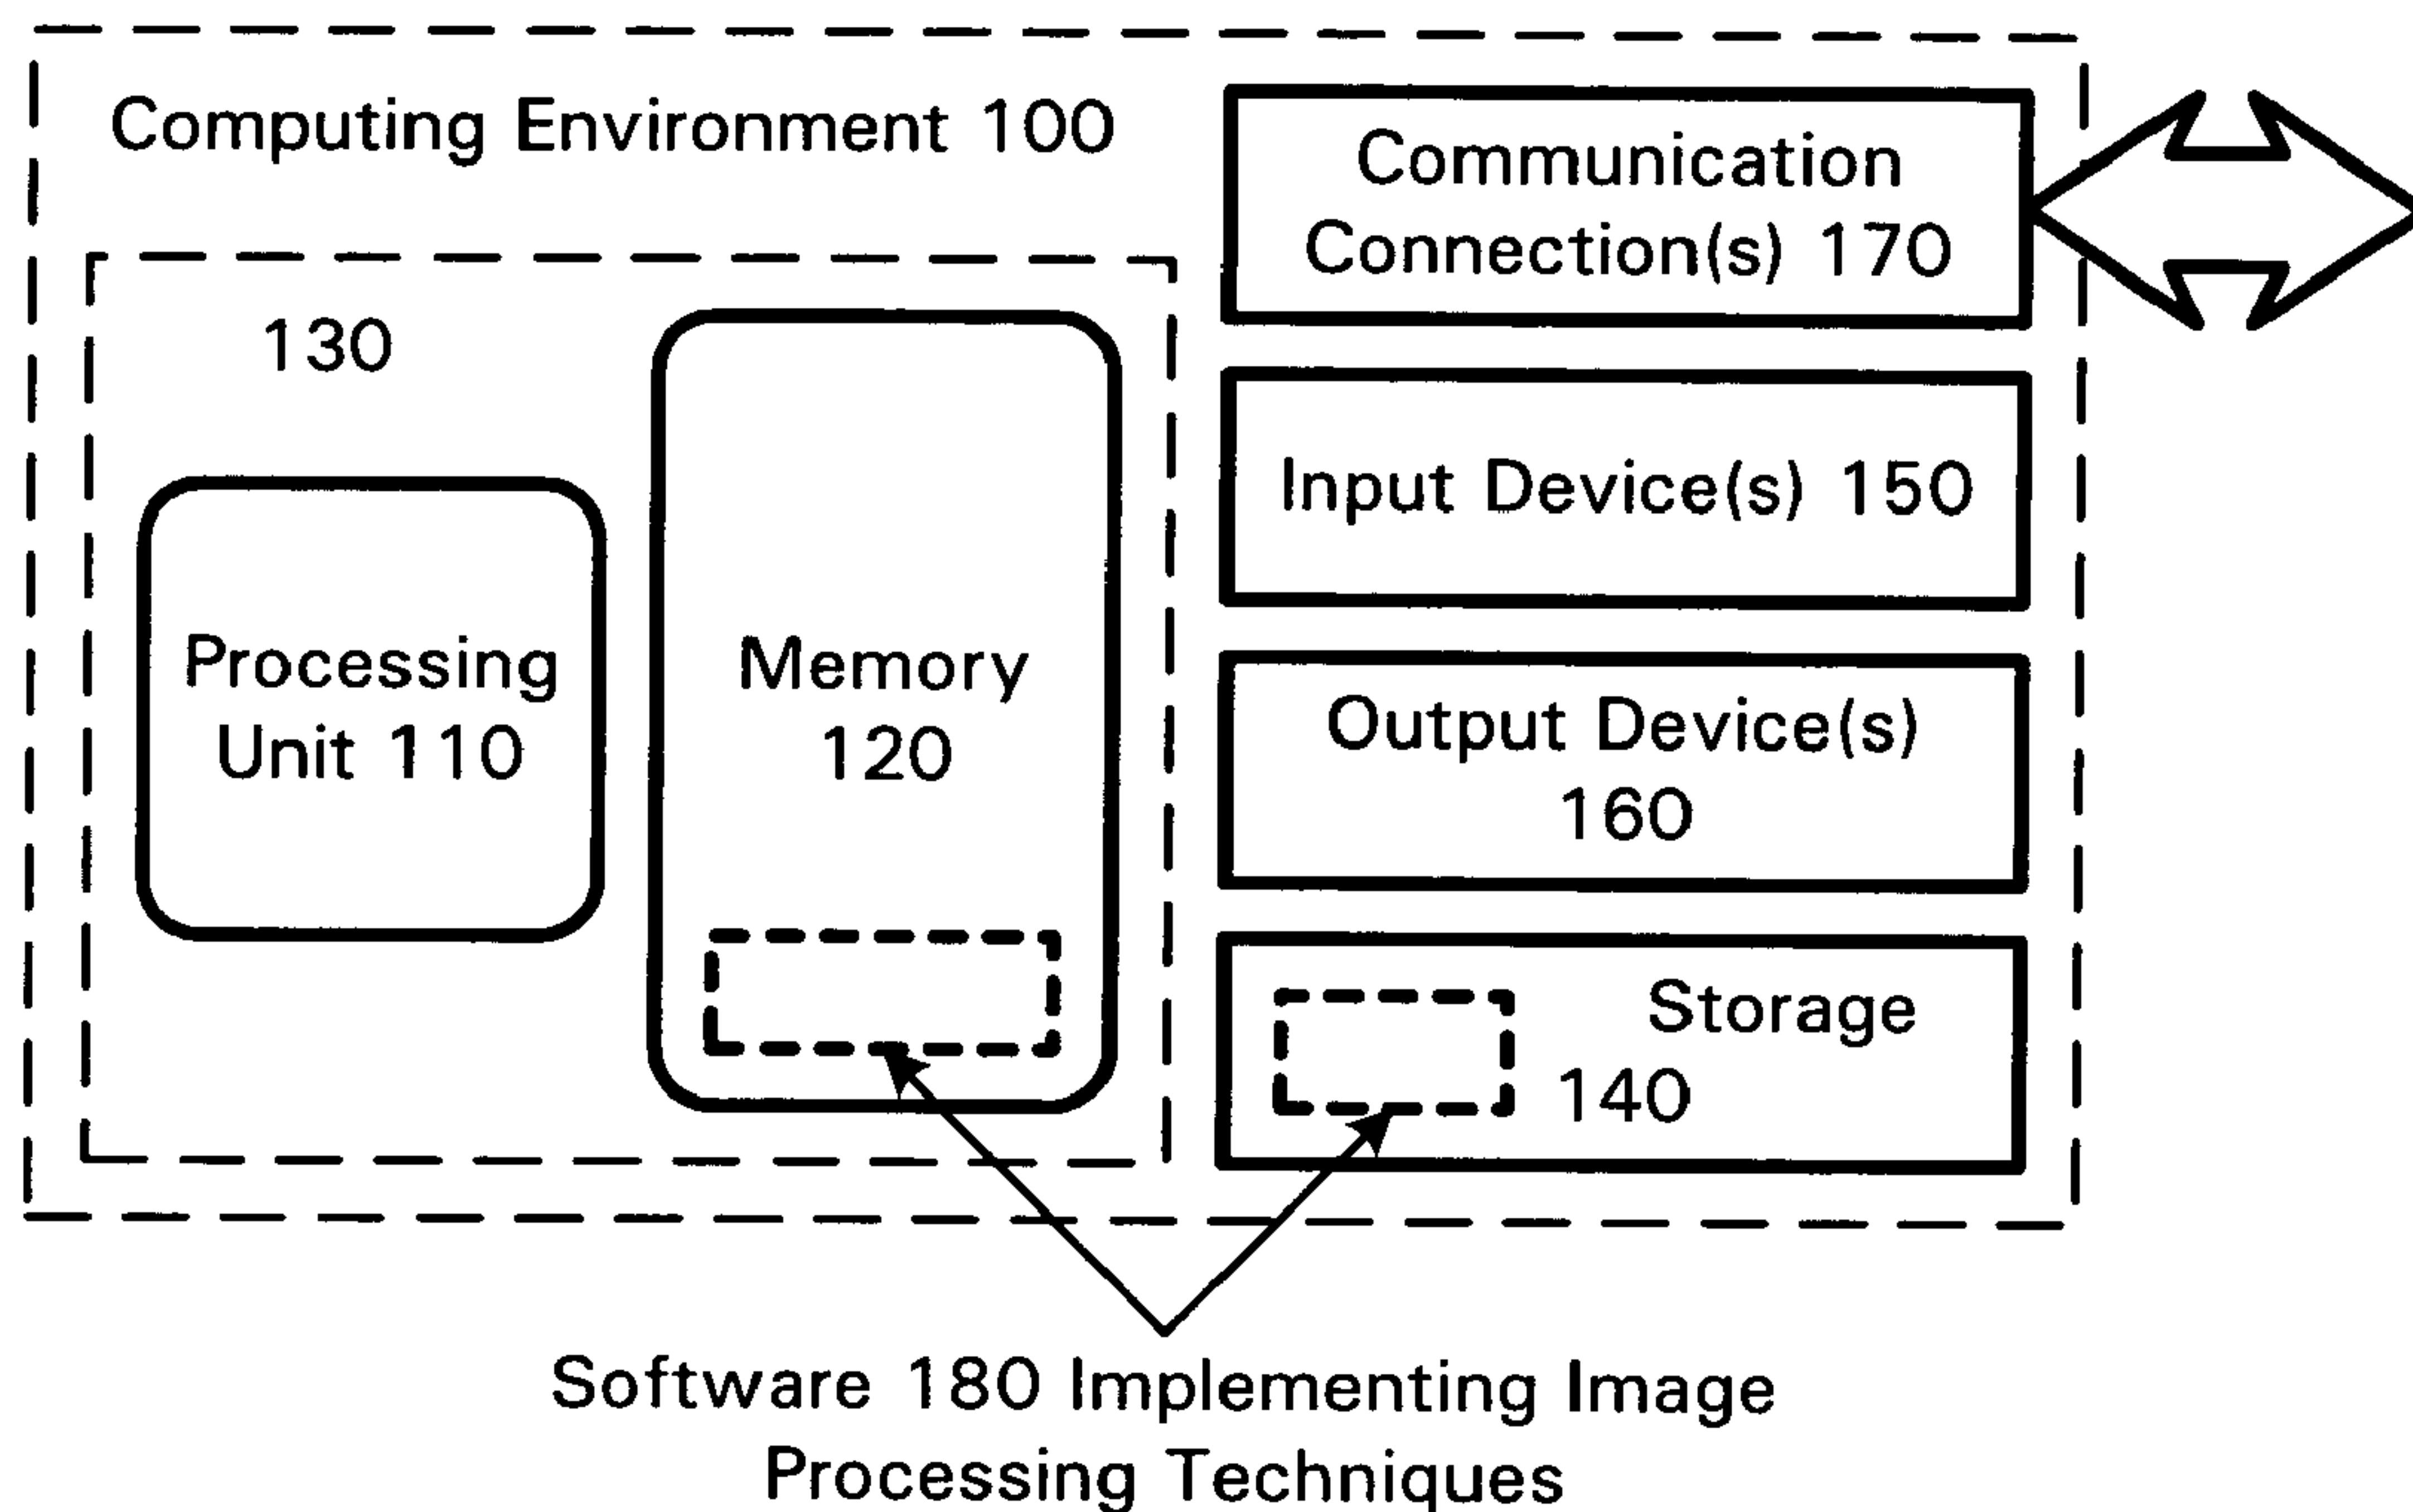 Computing Environment 100
130
Processing
Unit 110
Memory
120
Communication
Connection(s) 170
Input Device(s) 150
Output Device(s)
160
Storage
140
Software 180 Implementing Image
Processing Techniques